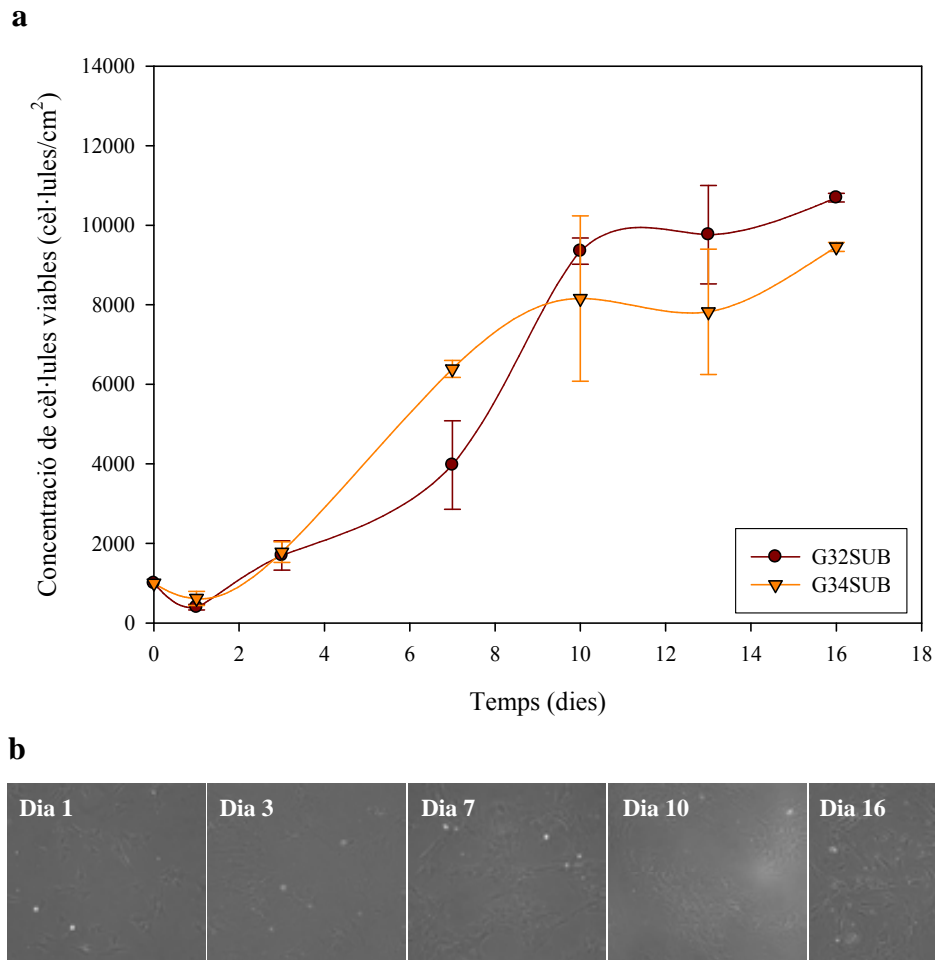 a
14000
12000
10000
8000
6000
4000
2000
0
Concentració de cèl·lules viables (cèl·lules/cm²)
G32SUB
G34SUB
0 2 4 6 8 10 12 14 16 18
Temps (dies)
b
Dia 1 Dia 3 Dia 7 Dia 10 Dia 16